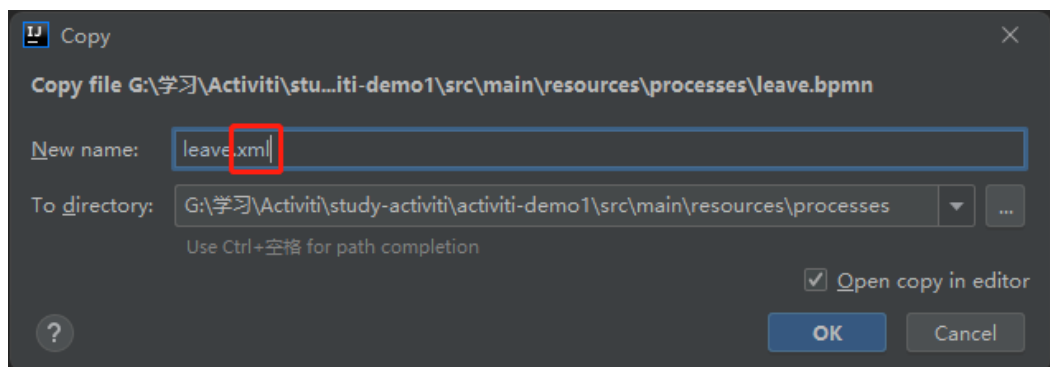 Copy
Copy file G:\学习\Activiti\stu...iti-demo1\src\main\resources\processes\leave.bpmn
New name: leave.xml
To directory: G:\学习\Activiti\study-activiti\activiti-demo1\src\main\resources\processes ...
Use Ctrl+空格 for path completion
Open copy in editor
? OK Cancel